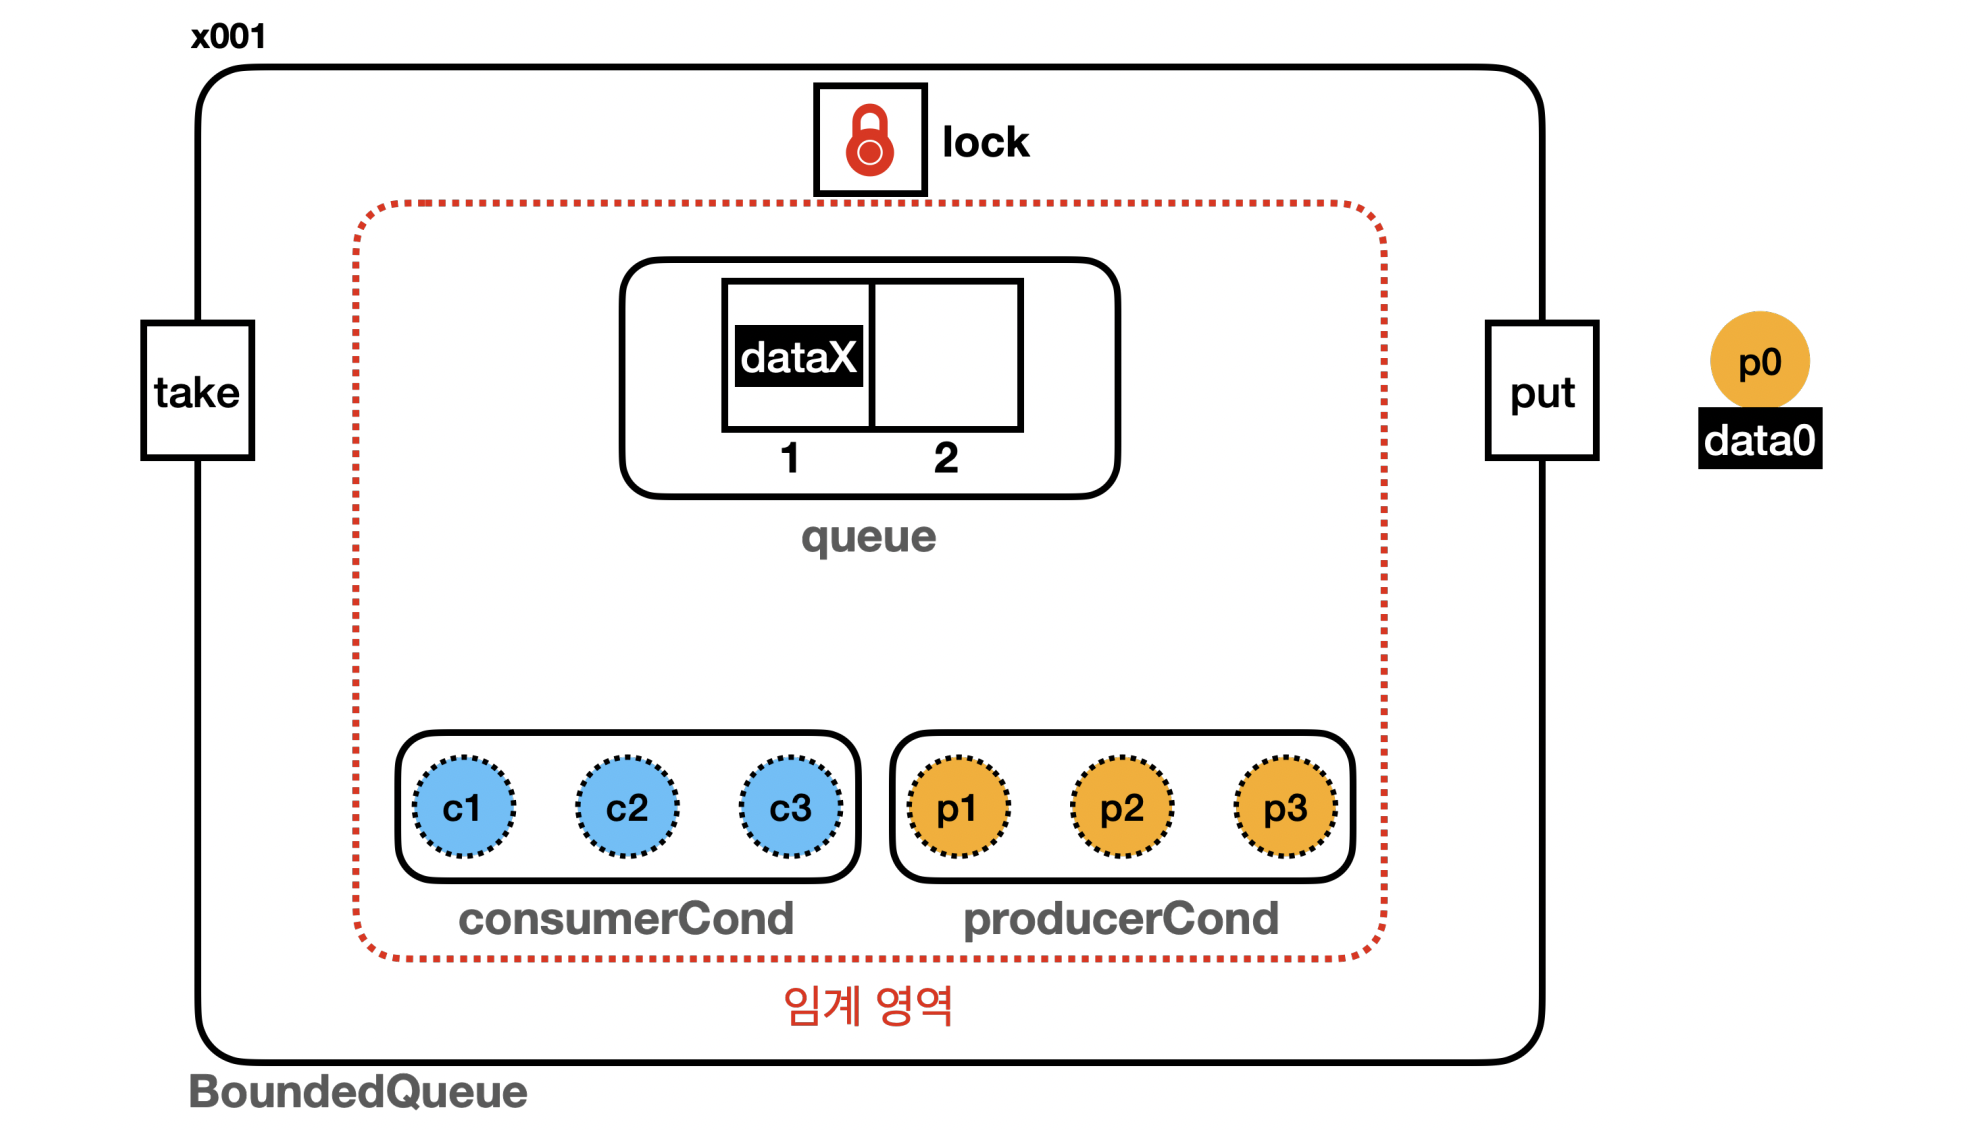 x001
lock
dataX
1 2
queue
take
put
p0
data0
c1 c2 c3
p1 p2 p3
consumerCond
producerCond
임계 영역
BoundedQueue